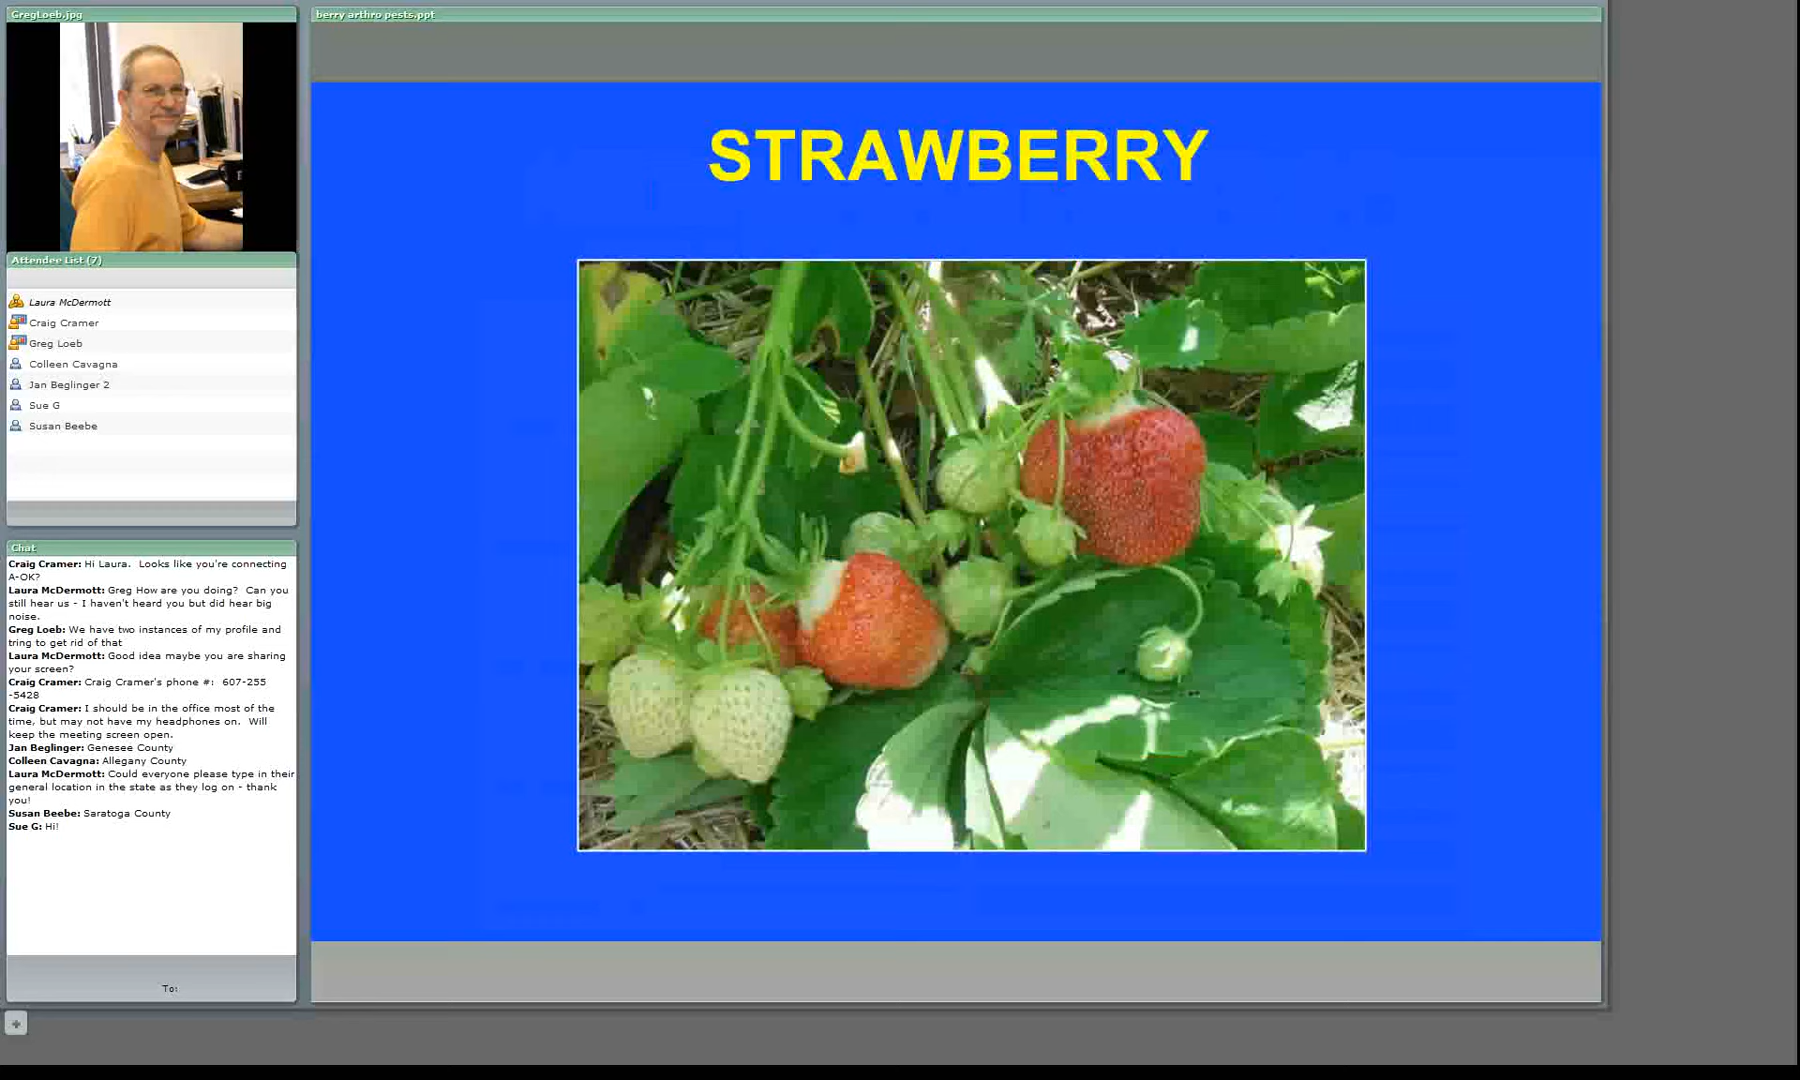 GregLoeb.jpg
berry arthro pests.ppt
STRAWBERRY
Attendee List (7)
Laura McDermott
Craig Cramer
Greg Loeb
Colleen Cavagna
Jan Beglinger 2
Sue G
Susan Beebe
Chat
Craig Cramer: Hi Laura.  Looks like you're connecting
A-OK?
Laura McDermott: Greg How are you doing?  Can you
still hear us - I haven't heard you but did hear big
noise.
Greg Loeb: We have two instances of my profile and
tring to get rid of that
Laura McDermott: Good idea maybe you are sharing
your screen?
Craig Cramer: Craig Cramer's phone #:  607-255
-5428
Craig Cramer: I should be in the office most of the
time, but may not have my headphones on.  Will
keep the meeting screen open.
Jan Beglinger: Genesee County
Colleen Cavagna: Allegany County
Laura McDermott: Could everyone please type in their
general location in the state as they log on - thank
you!
Susan Beebe: Saratoga County
Sue G: Hi!
To: